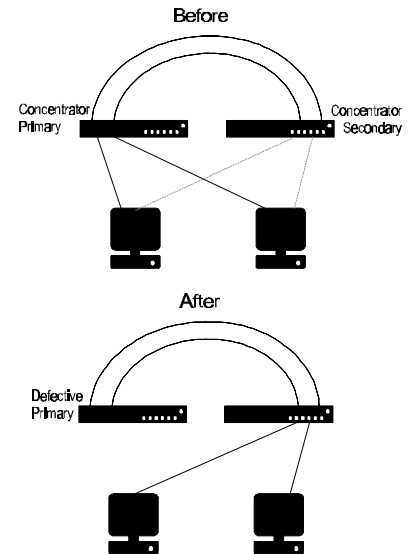 Before
Concentrator
Primary
Concentrator
Secondary
After
Defective
Primary